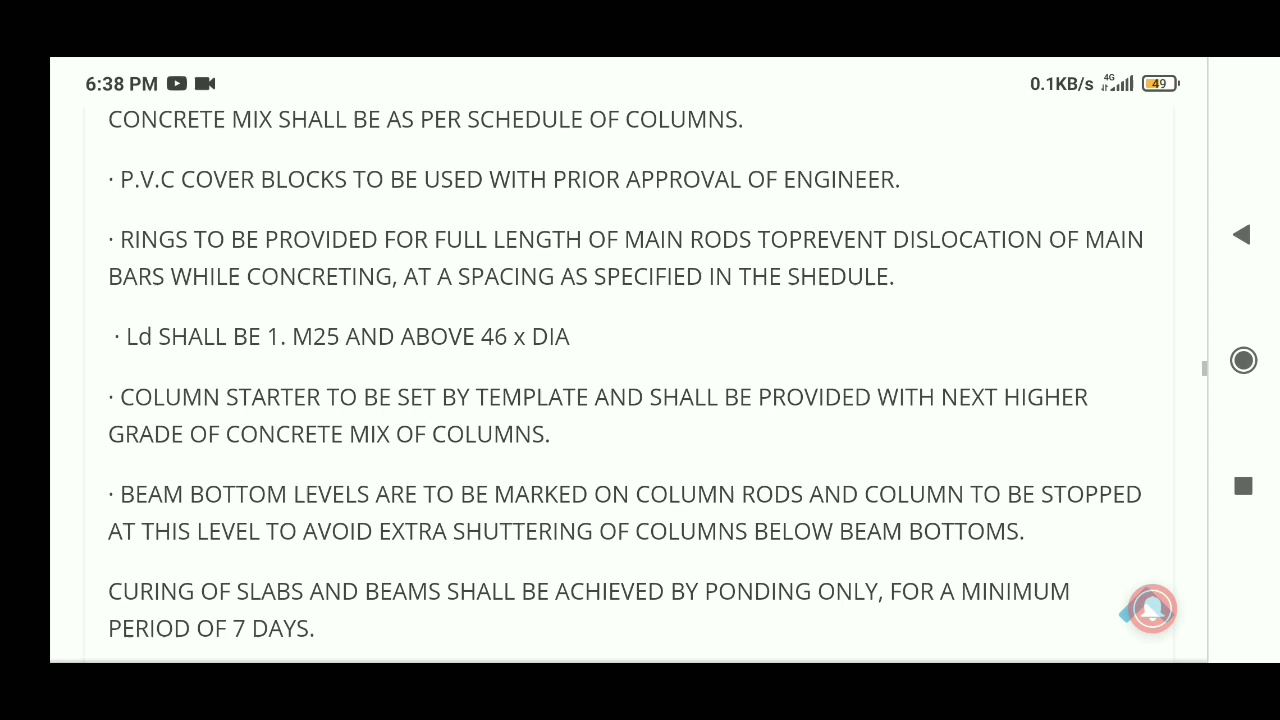 6:38 PM
0.1KB/s 4G 49
CONCRETE MIX SHALL BE AS PER SCHEDULE OF COLUMNS.
· P.V.C COVER BLOCKS TO BE USED WITH PRIOR APPROVAL OF ENGINEER.
· RINGS TO BE PROVIDED FOR FULL LENGTH OF MAIN RODS TOPREVENT DISLOCATION OF MAIN
BARS WHILE CONCRETING, AT A SPACING AS SPECIFIED IN THE SHEDULE.
· Ld SHALL BE 1. M25 AND ABOVE 46 x DIA
· COLUMN STARTER TO BE SET BY TEMPLATE AND SHALL BE PROVIDED WITH NEXT HIGHER
GRADE OF CONCRETE MIX OF COLUMNS.
· BEAM BOTTOM LEVELS ARE TO BE MARKED ON COLUMN RODS AND COLUMN TO BE STOPPED
AT THIS LEVEL TO AVOID EXTRA SHUTTERING OF COLUMNS BELOW BEAM BOTTOMS.
CURING OF SLABS AND BEAMS SHALL BE ACHIEVED BY PONDING ONLY, FOR A MINIMUM
PERIOD OF 7 DAYS.